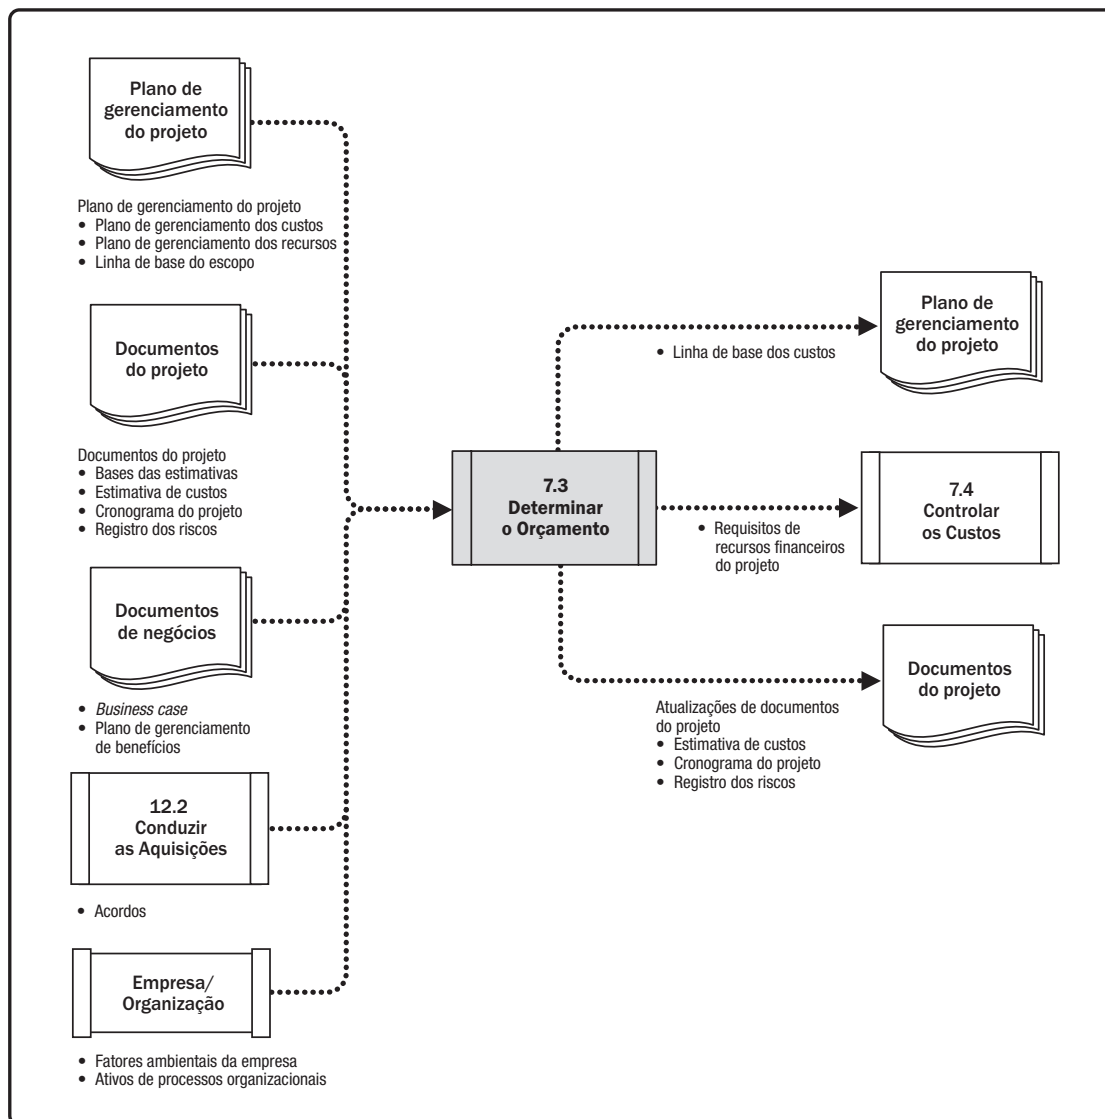 Plano de
gerenciamento
do projeto
Plano de gerenciamento do projeto
• Plano de gerenciamento dos custos
• Plano de gerenciamento dos recursos
• Linha de base do escopo
Documentos
do projeto
Documentos do projeto
• Bases das estimativas
• Estimativa de custos
• Cronograma do projeto
• Registro dos riscos
Documentos
de negócios
• Business case
• Plano de gerenciamento
de benefícios
12.2
Conduzir
as Aquisições
• Acordos
Empresa/
Organização
• Fatores ambientais da empresa
• Ativos de processos organizacionais
7.3
Determinar
o Orçamento
• Linha de base dos custos
Plano de
gerenciamento
do projeto
• Requisitos de
recursos financeiros
do projeto
7.4
Controlar
os Custos
Atualizações de documentos
do projeto
• Estimativa de custos
• Cronograma do projeto
• Registro dos riscos
Documentos
do projeto